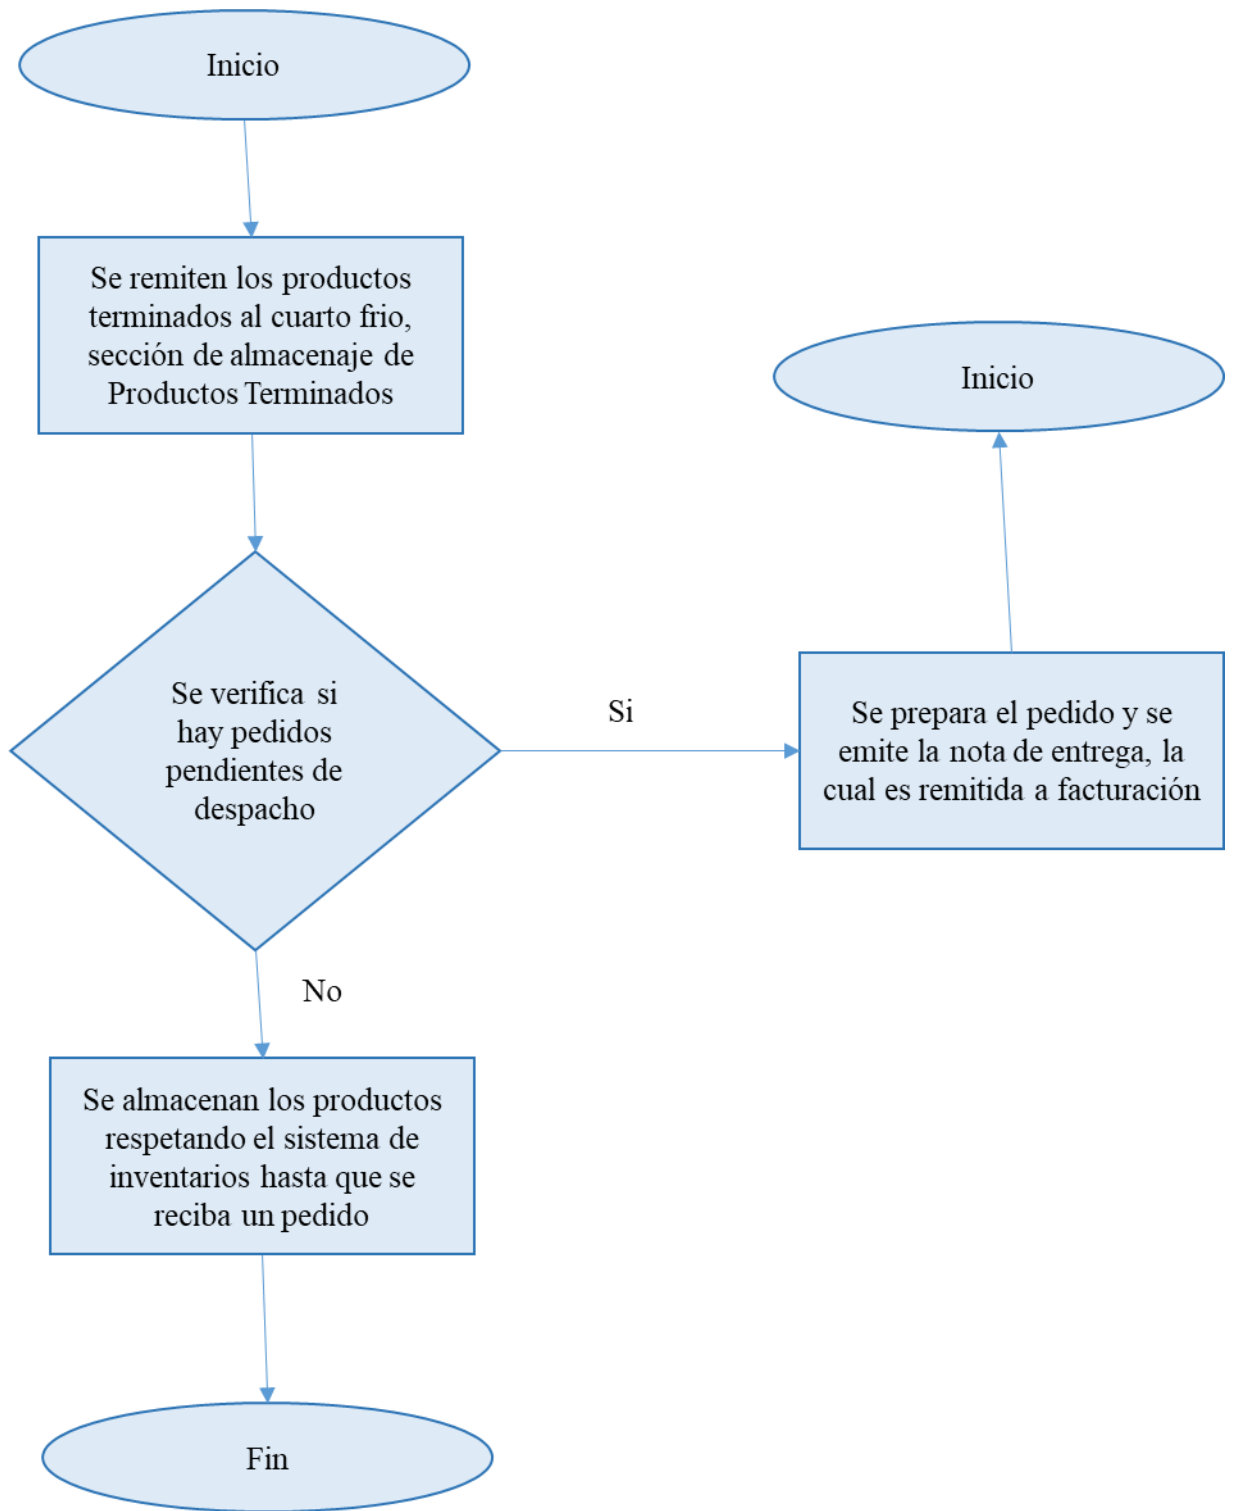 Inicio
Se remiten los productos
terminados al cuarto frio,
sección de almacenaje de
Productos Terminados
Inicio
Se verifica si
hay pedidos
pendientes de
despacho
Si
Se prepara el pedido y se
emite la nota de entrega, la
cual es remitida a facturación
No
Se almacenan los productos
respetando el sistema de
inventarios hasta que se
reciba un pedido
Fin